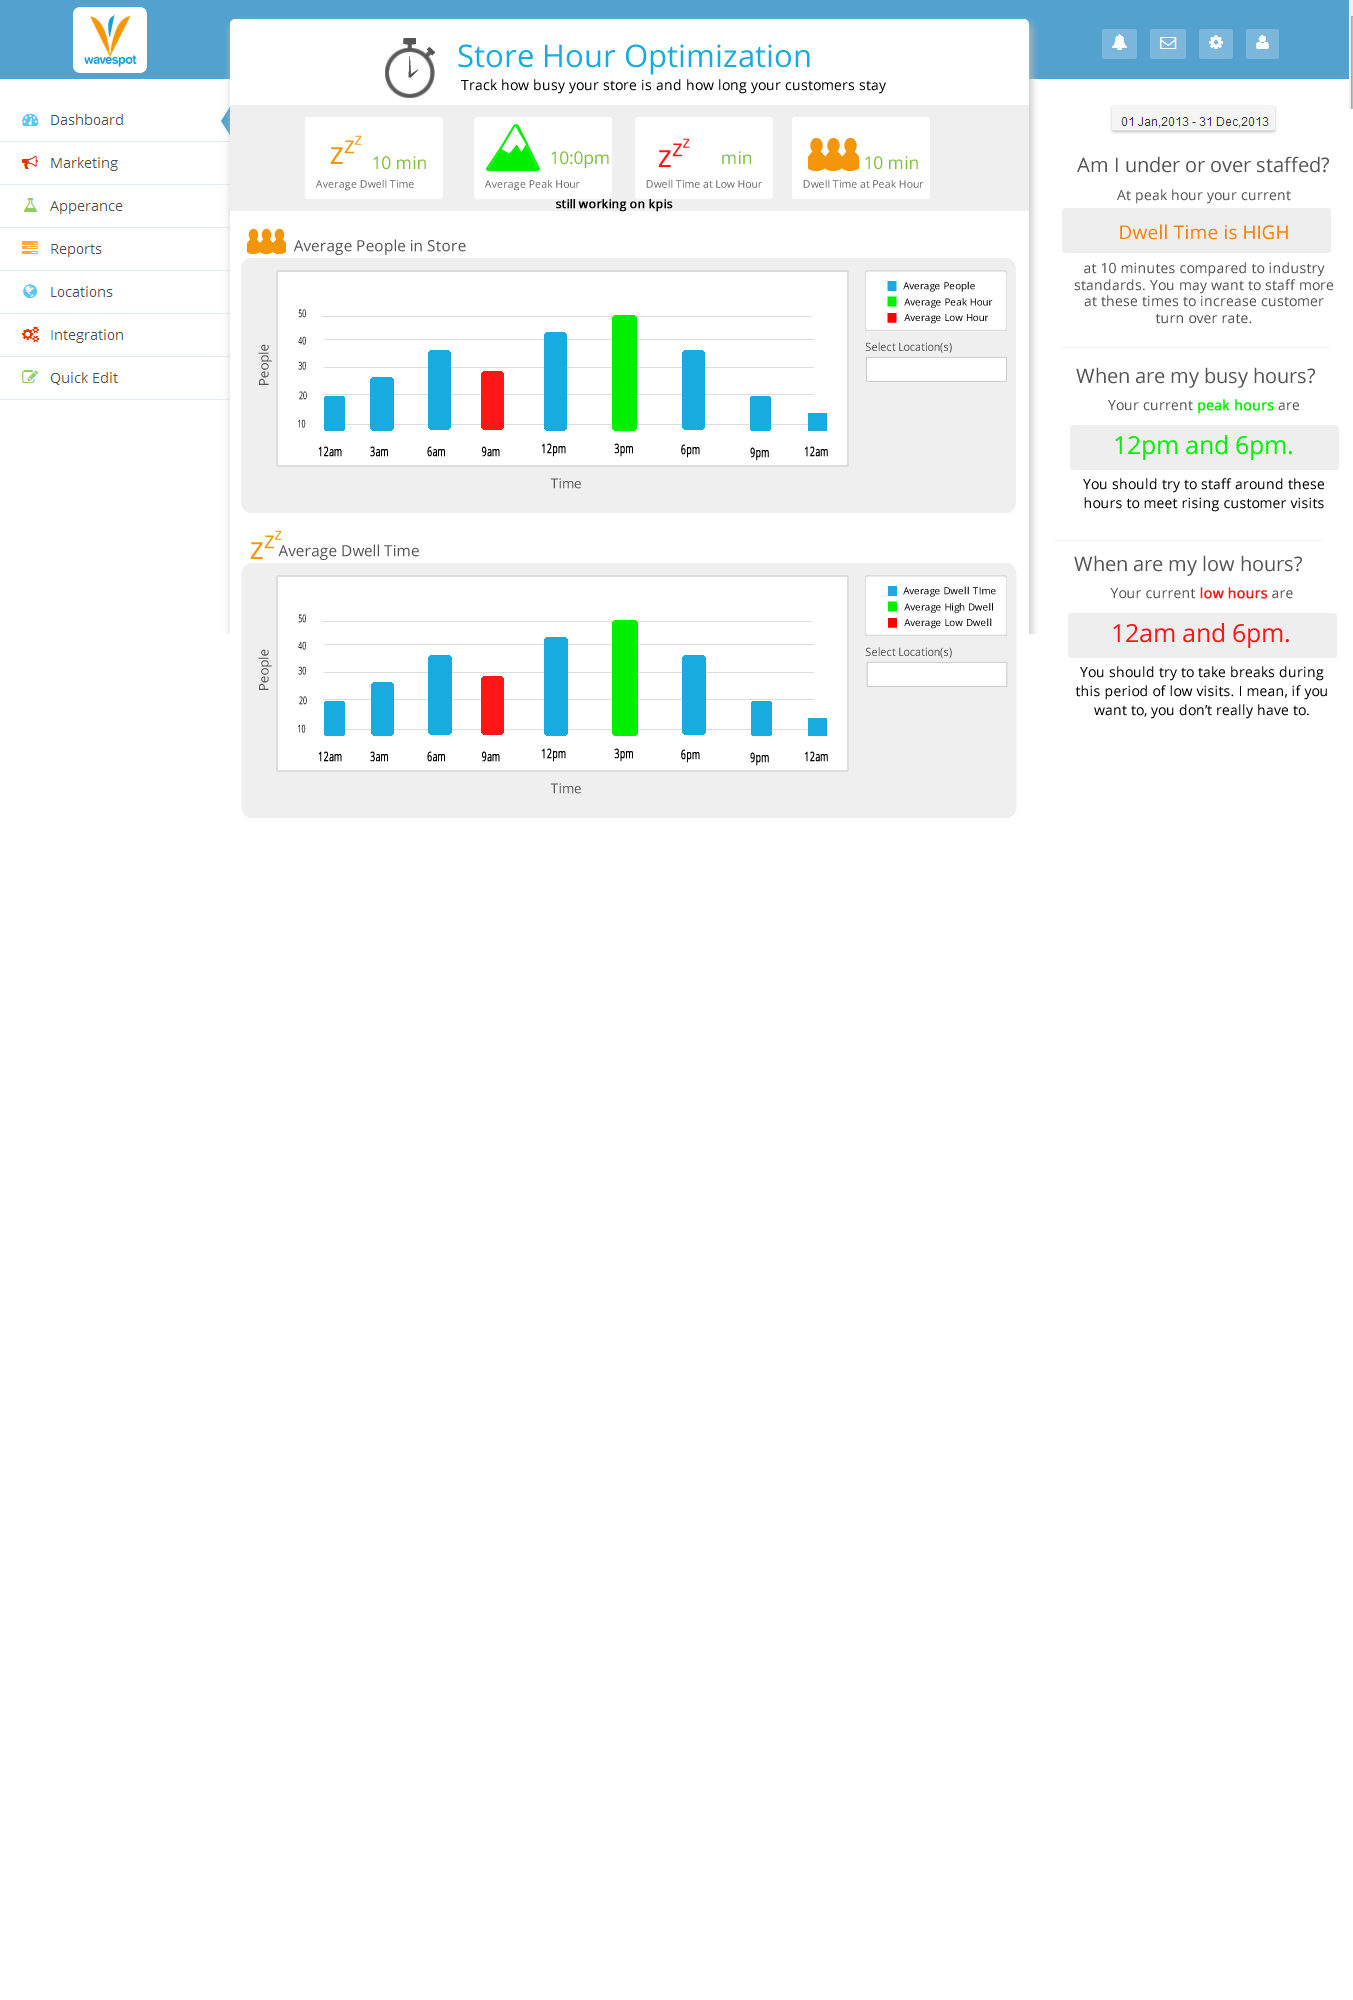 wavespot
Store Hour Optimization
Track how busy your store is and how long your customers stay
Dashboard
Marketing
Apperance
Reports
Locations
Integration
Quick Edit
zzz 10 min
Average Dwell Time
10:0pm
Average Peak Hour
zzz min
Dwell Time at Low Hour
10 min
Dwell Time at Peak Hour
still working on kpis
Average People in Store
People
50
40
30
20
10
12am 3am 6am 9am 12pm 3pm 6pm 9pm 12am
Time
Average People
Average Peak Hour
Average Low Hour
Select Location(s)
zzz Average Dwell Time
People
50
40
30
20
10
12am 3am 6am 9am 12pm 3pm 6pm 9pm 12am
Time
Average Dwell TIme
Average High Dwell
Average Low Dwell
Select Location(s)
01 Jan,2013 - 31 Dec,2013
Am I under or over staffed?
At peak hour your current
Dwell Time is HIGH
at 10 minutes compared to industry
standards. You may want to staff more
at these times to increase customer
turn over rate.
When are my busy hours?
Your current peak hours are
12pm and 6pm.
You should try to staff around these
hours to meet rising customer visits
When are my low hours?
Your current low hours are
12am and 6pm.
You should try to take breaks during
this period of low visits. I mean, if you
want to, you don’t really have to.